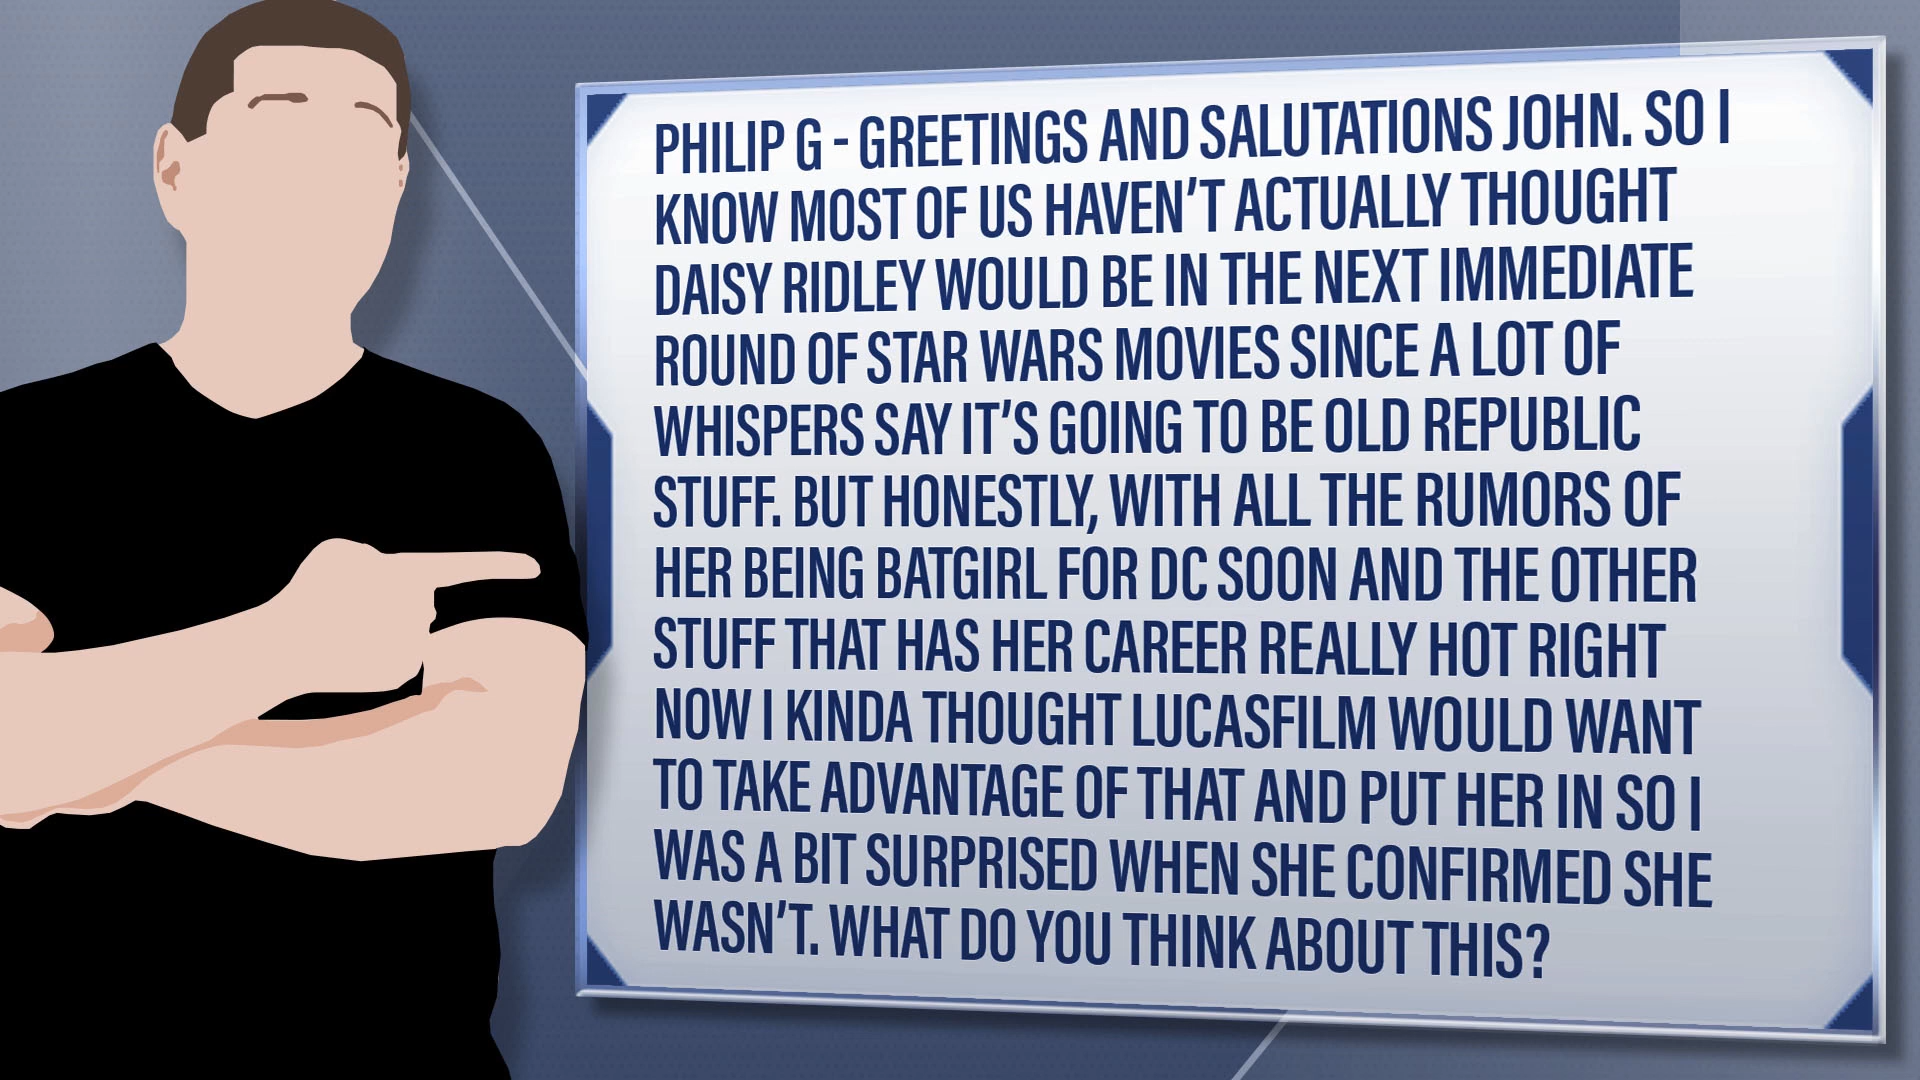 PHILIP G - GREETINGS AND SALUTATIONS JOHN. SO I
KNOW MOST OF US HAVEN'T ACTUALLY THOUGHT
DAISY RIDLEY WOULD BE IN THE NEXT IMMEDIATE
ROUND OF STAR WARS MOVIES SINCE A LOT OF
WHISPERS SAY IT'S GOING TO BE OLD REPUBLIC
STUFF. BUT HONESTLY, WITH ALL THE RUMORS OF
HER BEING BATGIRL FOR DC SOON AND THE OTHER
STUFF THAT HAS HER CAREER REALLY HOT RIGHT
NOW I KINDA THOUGHT LUCASFILM WOULD WANT
TO TAKE ADVANTAGE OF THAT AND PUT HER IN SO I
WAS A BIT SURPRISED WHEN SHE CONFIRMED SHE
WASN'T. WHAT DO YOU THINK ABOUT THIS?